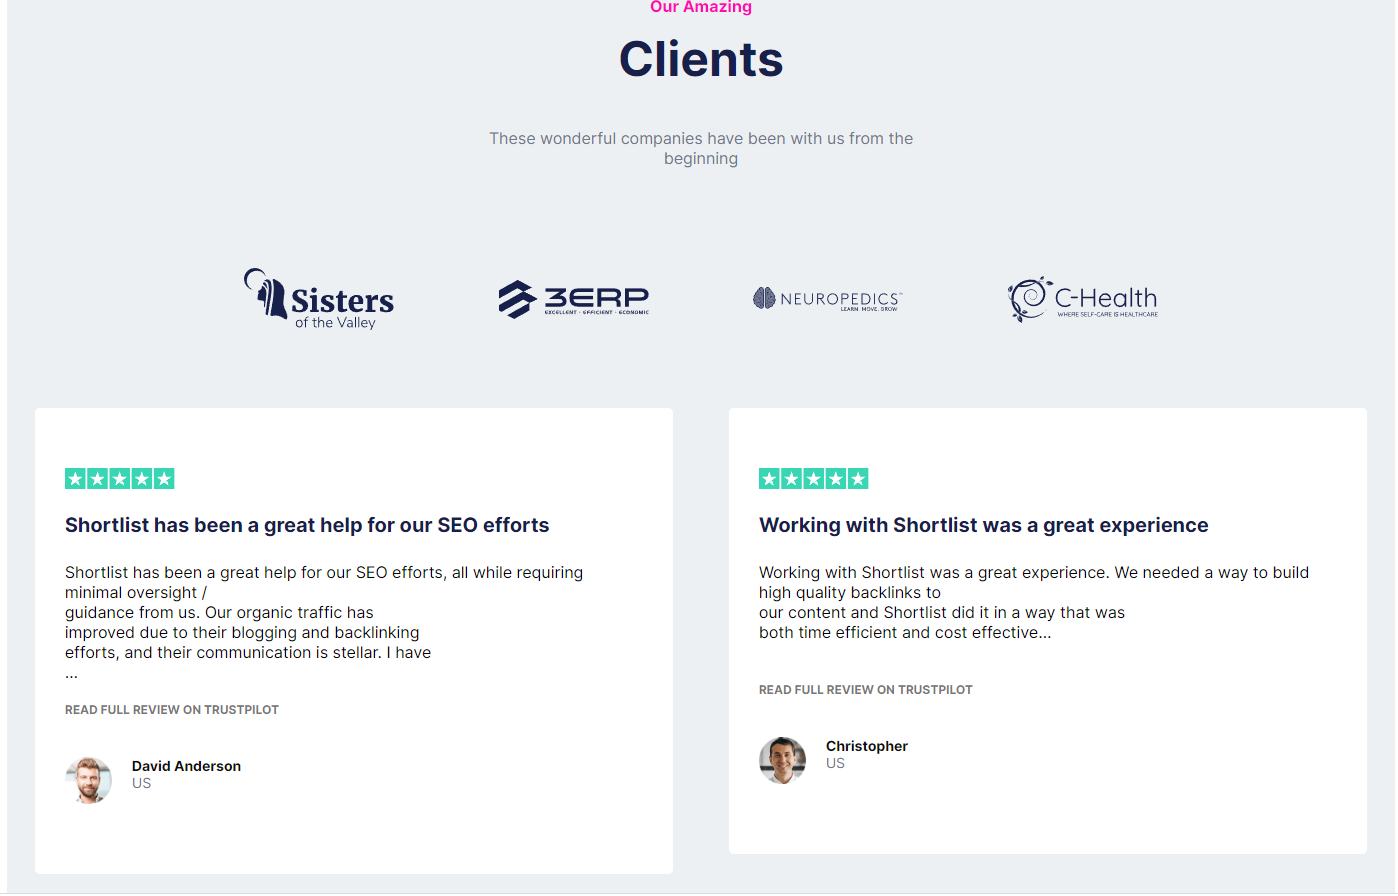 Our Amazing
Clients
These wonderful companies have been with us from the
beginning
Sisters
of the Valley
3ERP
EXCELLENT · EFFICIENT · ECONOMIC
NEUROPEDICS™
LEARN. MOVE. GROW
C-Health
WHERE SELF-CARE IS HEALTHCARE
Shortlist has been a great help for our SEO efforts
Shortlist has been a great help for our SEO efforts, all while requiring
minimal oversight /
guidance from us. Our organic traffic has
improved due to their blogging and backlinking
efforts, and their communication is stellar. I have
...
READ FULL REVIEW ON TRUSTPILOT
David Anderson
US
Working with Shortlist was a great experience
Working with Shortlist was a great experience. We needed a way to build
high quality backlinks to
our content and Shortlist did it in a way that was
both time efficient and cost effective...
READ FULL REVIEW ON TRUSTPILOT
Christopher
US